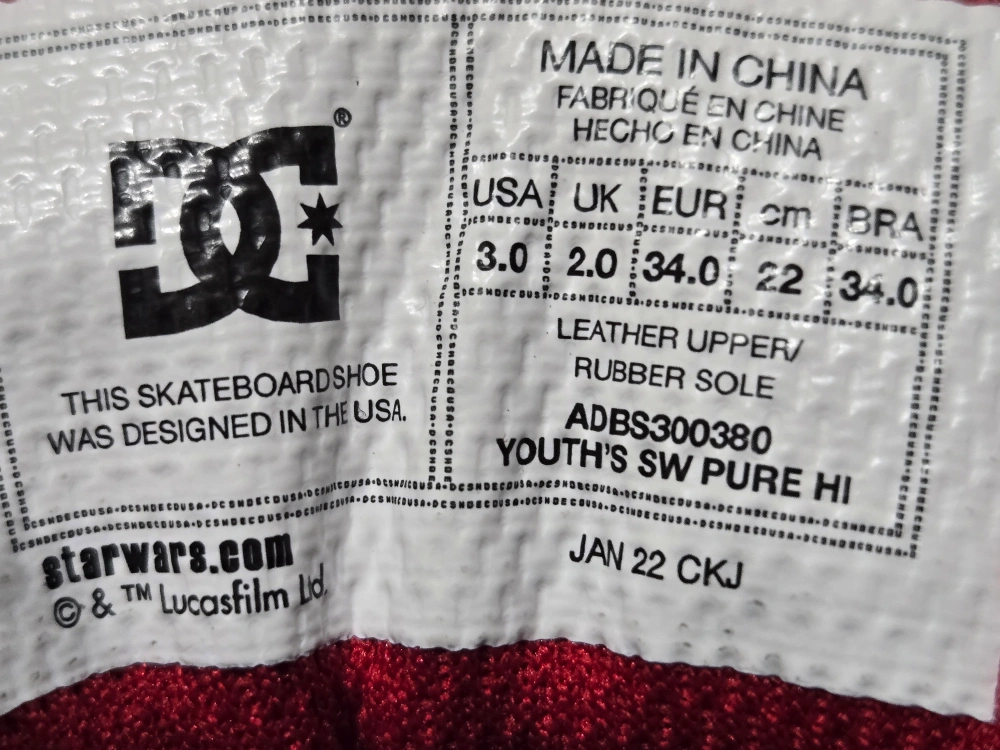 DC
®
THIS SKATEBOARD SHOE
WAS DESIGNED IN THE USA.
MADE IN CHINA
FABRIQUÉ EN CHINE
HECHO EN CHINA
USA UK EUR cm BRA
3.0 2.0 34.0 22 34.0
LEATHER UPPER/
RUBBER SOLE
ADBS300380
YOUTH'S SW PURE HI
starwars.com
© & ™ Lucasfilm Ltd.
JAN 22 CKJ